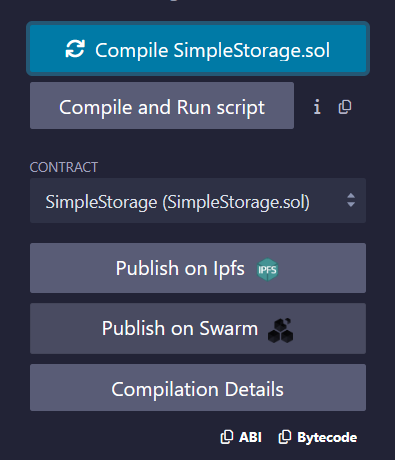 Compile SimpleStorage.sol
Compile and Run script
i
CONTRACT
SimpleStorage (SimpleStorage.sol)
Publish on Ipfs IPFS
Publish on Swarm
Compilation Details
ABI Bytecode